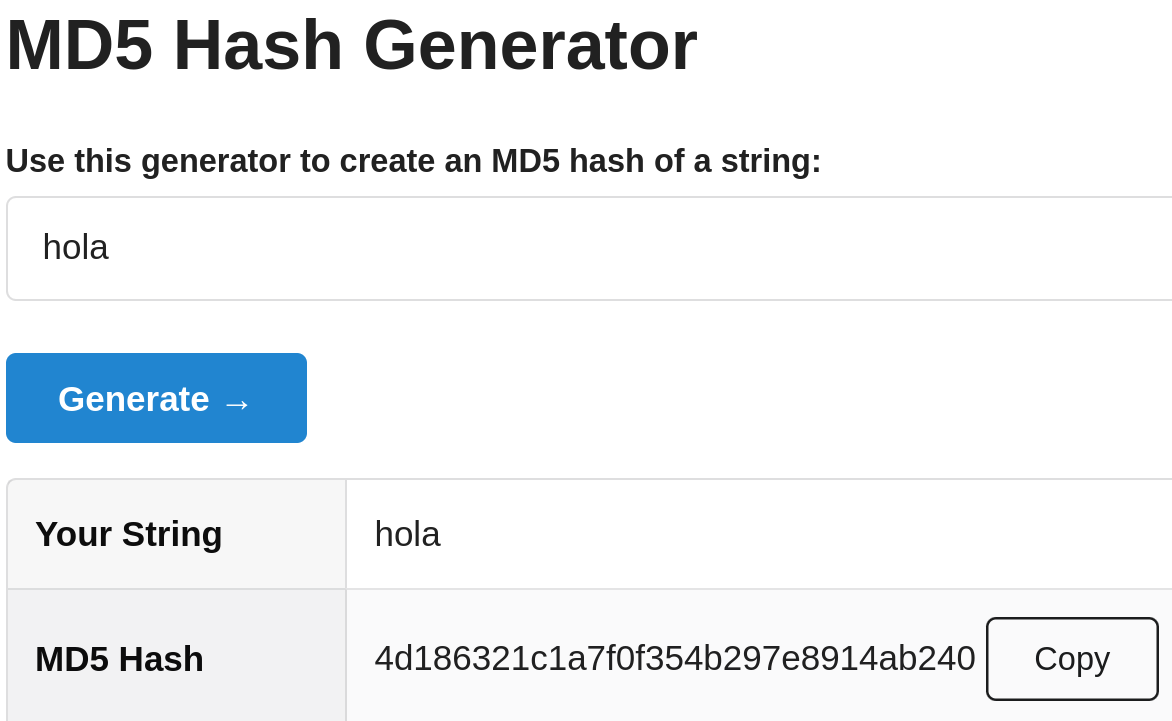 MD5 Hash Generator
Use this generator to create an MD5 hash of a string:
hola
Generate →
Your String hola
MD5 Hash 4d186321c1a7f0f354b297e8914ab240 Copy